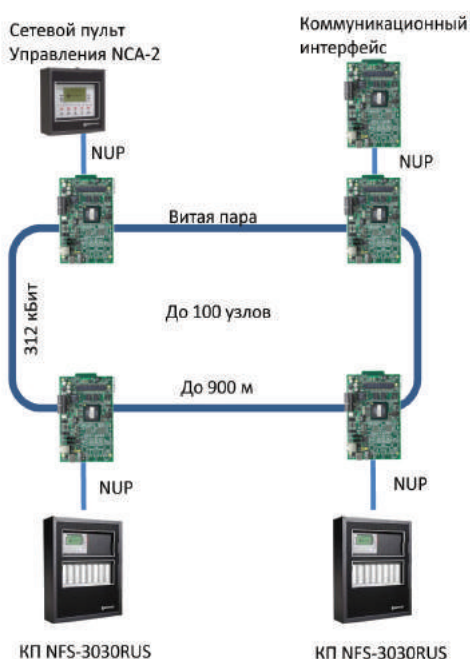 Сетевой пульт
Управления NCA-2
Коммуникационный
интерфейс
NUP
NUP
Витая пара
312 кБит
До 100 узлов
До 900 м
NUP
NUP
КП NFS-3030RUS
КП NFS-3030RUS